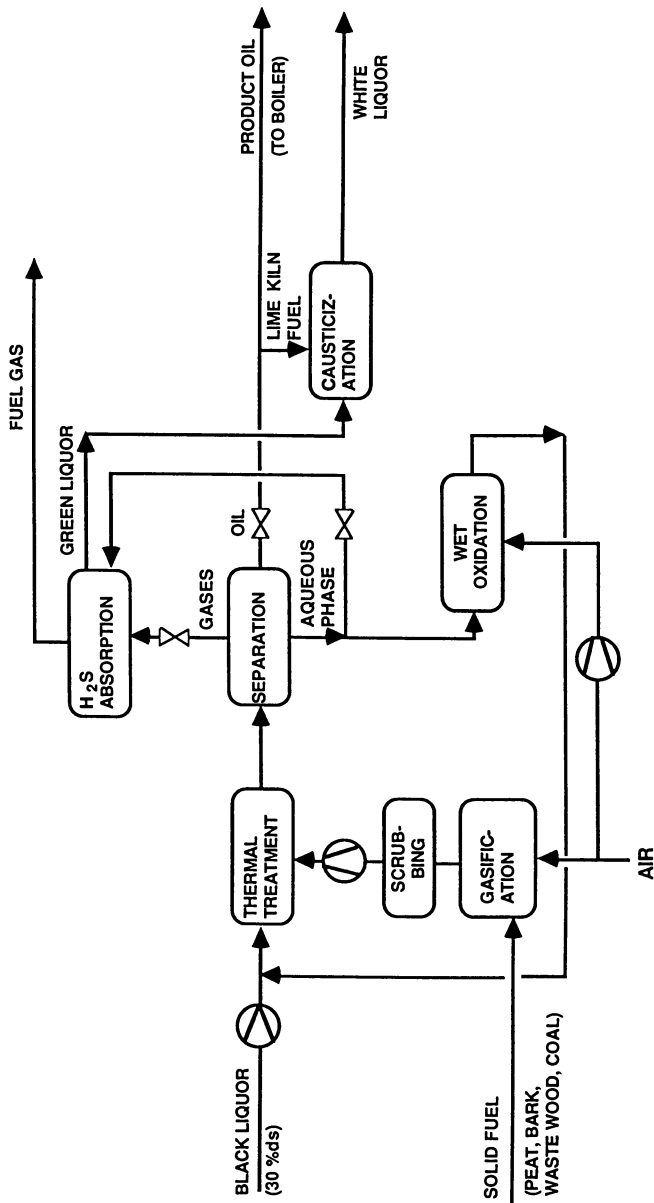 BLACK LIQUOR
(30 %ds)
SOLID FUEL
(PEAT, BARK,
WASTE WOOD, COAL)
THERMAL
TREATMENT
SCRUB-
BING
GASIFIC-
ATION
AIR
H₂S
ABSORPTION
GASES
SEPARATION
OIL
AQUEOUS
PHASE
WET
OXIDATION
GREEN LIQUOR
FUEL GAS
LIME KILN
FUEL
CAUSTICIZ-
ATION
PRODUCT OIL
(TO BOILER)
WHITE
LIQUOR